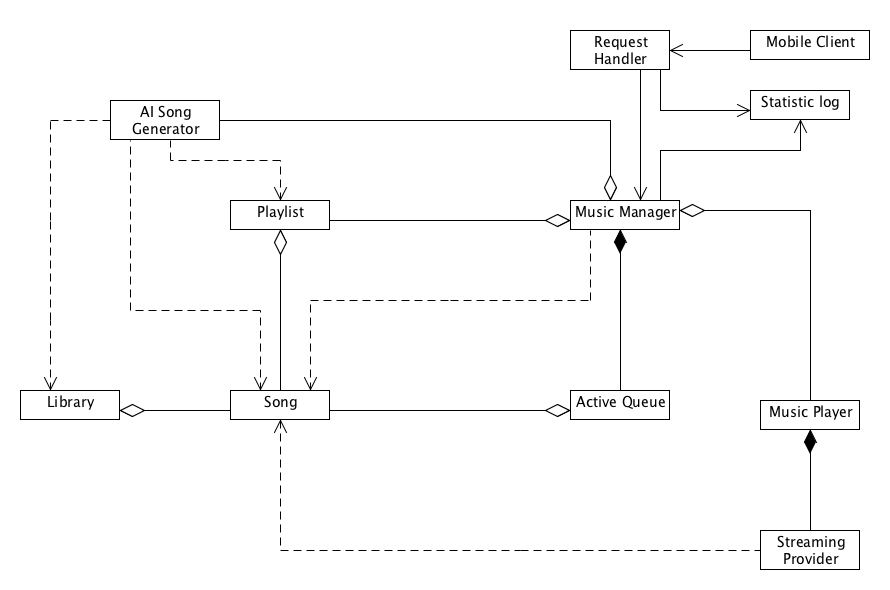 Request
Handler
Mobile Client
Statistic log
AI Song
Generator
Playlist
Music Manager
Library
Song
Active Queue
Music Player
Streaming
Provider